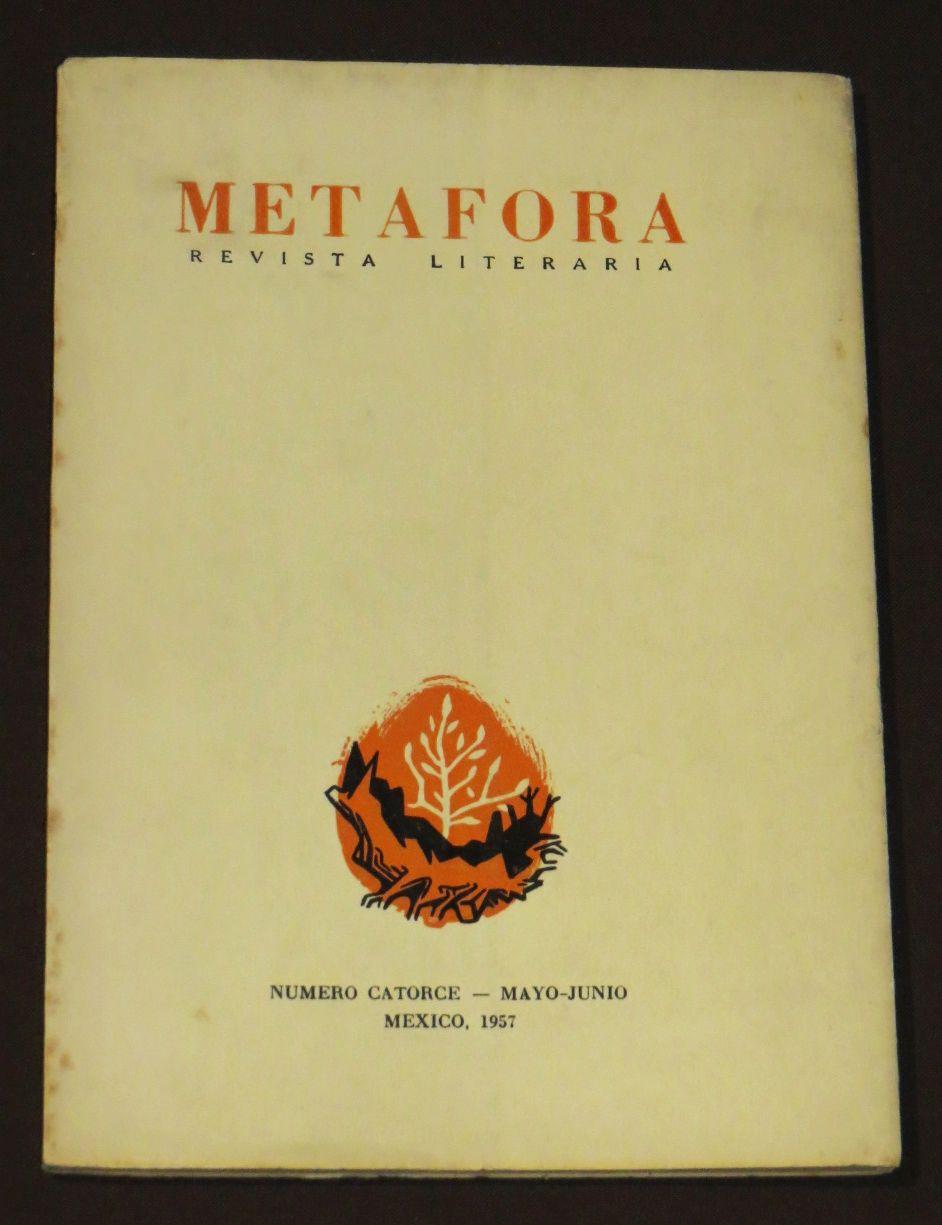 METAFORA
REVISTA LITERARIA
NUMERO CATORCE — MAYO-JUNIO
MEXICO, 1957